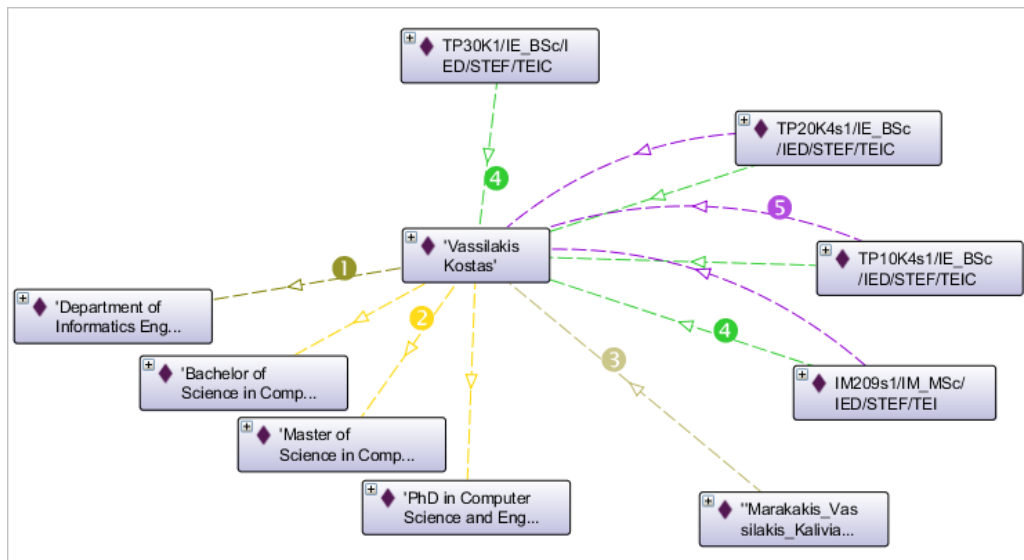 TP30K1/IE_BSc/I
ED/STEF/TEIC
TP20K4s1/IE_BSc
/IED/STEF/TEIC
4
5
'Vassilakis
Kostas'
TP10K4s1/IE_BSc
/IED/STEF/TEIC
1
'Department of
Informatics Eng...
2
4
3
'Bachelor of
Science in Comp...
IM209s1/IM_MSc/
IED/STEF/TEI
'Master of
Science in Comp...
'PhD in Computer
Science and Eng...
''Marakakis_Vas
silakis_Kalivia...